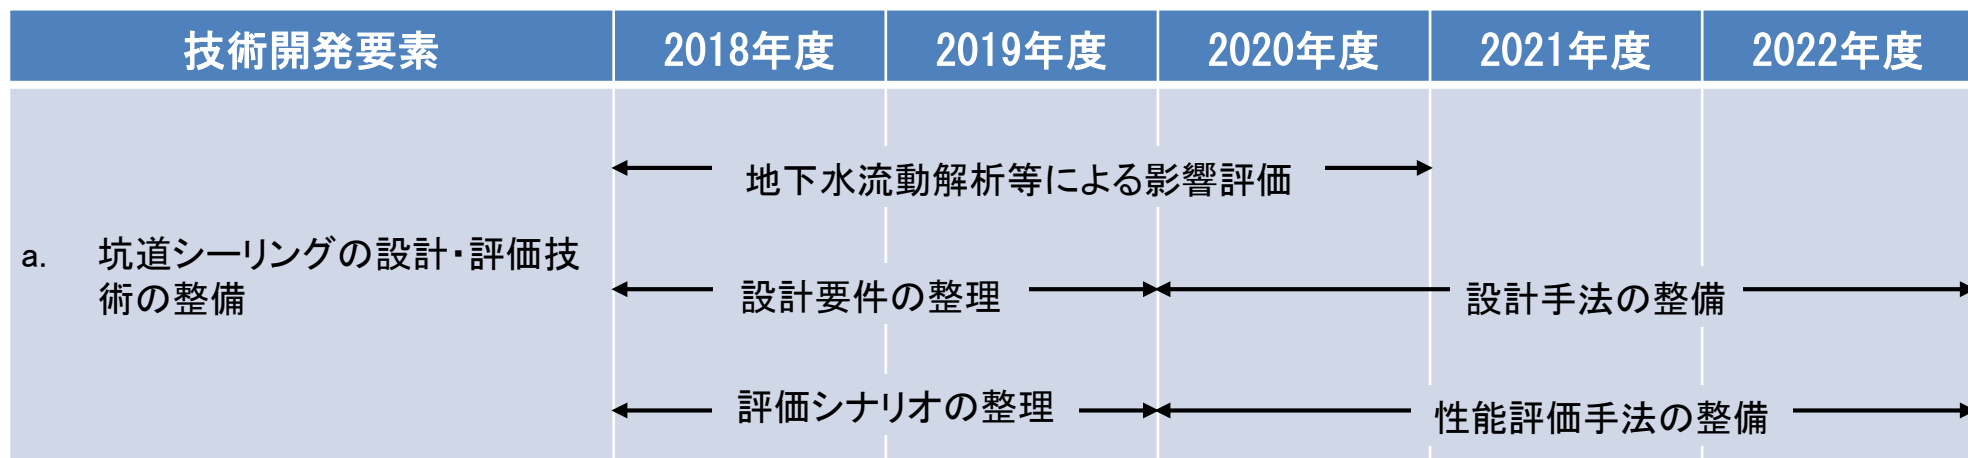 技術開発要素 2018年度 2019年度 2020年度 2021年度 2022年度
地下水流動解析等による影響評価
a. 坑道シーリングの設計・評価技
術の整備
設計要件の整理 設計手法の整備
評価シナリオの整理 性能評価手法の整備